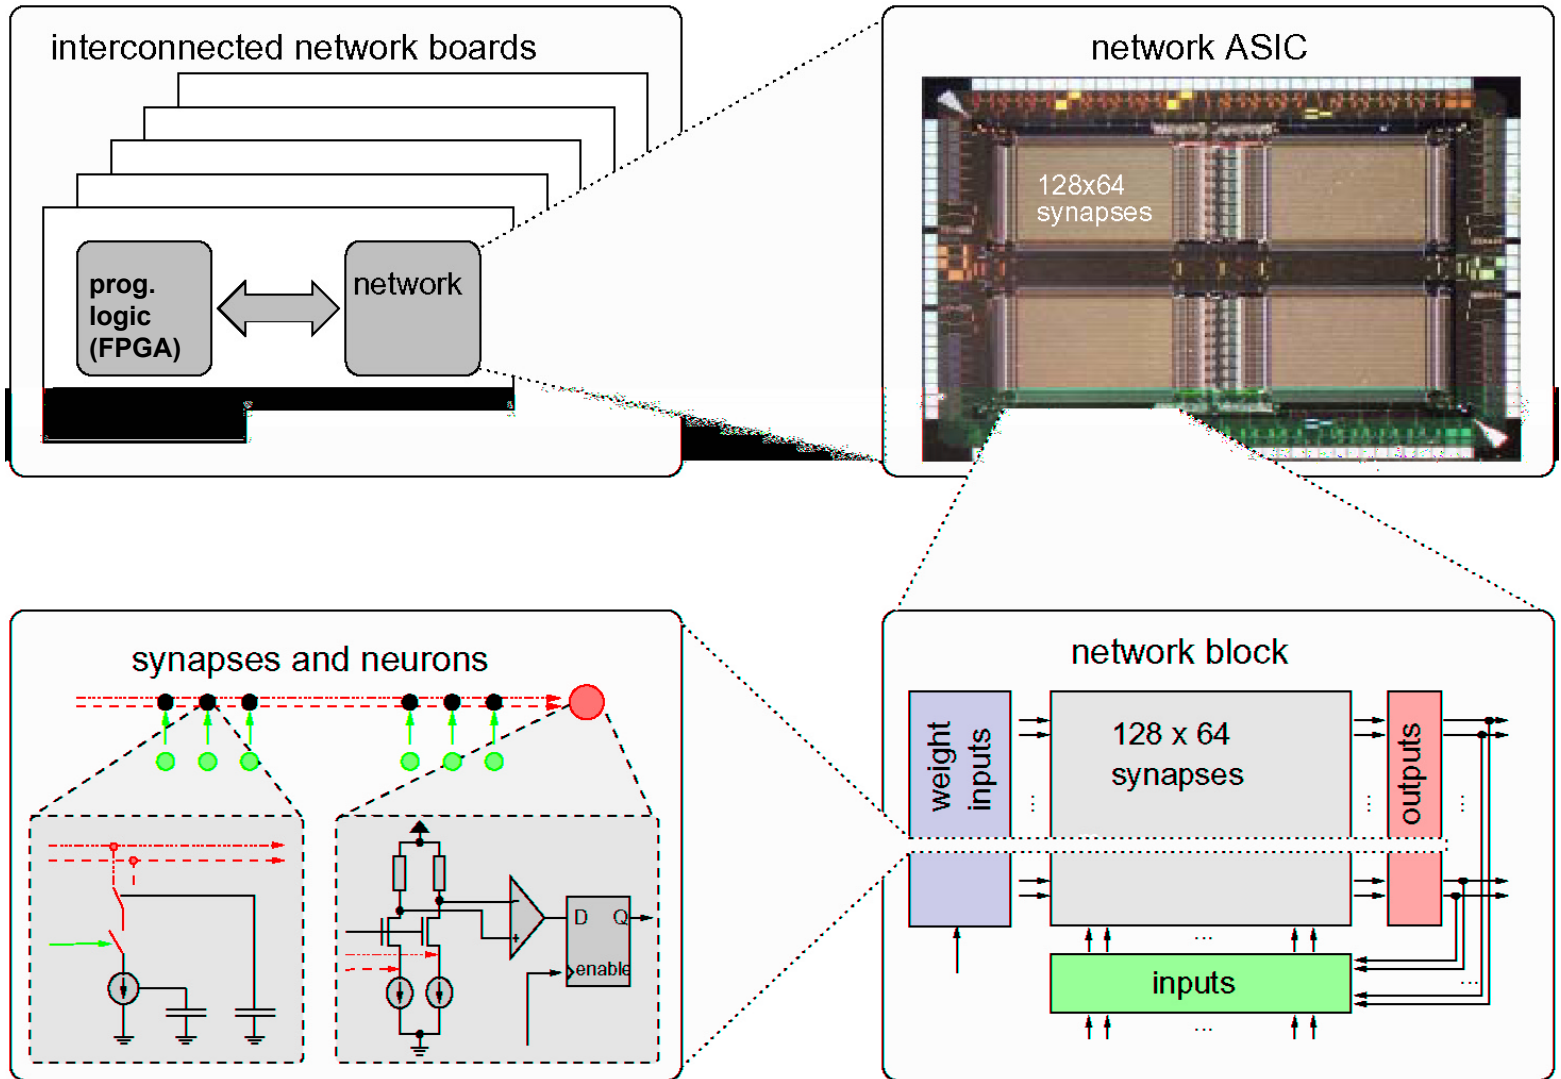 interconnected network boards
prog.
logic
(FPGA)
network
network ASIC
128x64
synapses
synapses and neurons
D
Q
enable
-
+
network block
weight
inputs
128 x 64
synapses
outputs
...
...
...
...
...
inputs
...